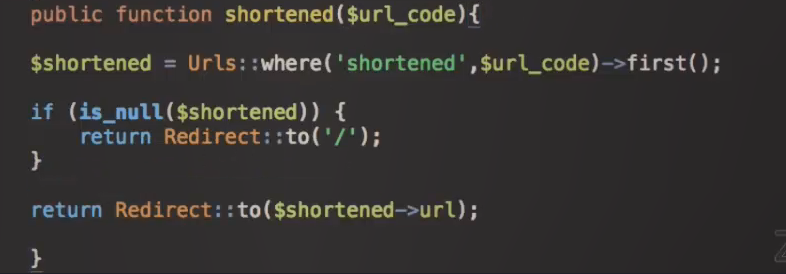 public function shortened($url_code){
$shortened = Urls::where('shortened',$url_code)->first();
if (is_null($shortened)) {
return Redirect::to('/');
}
return Redirect::to($shortened->url);
}